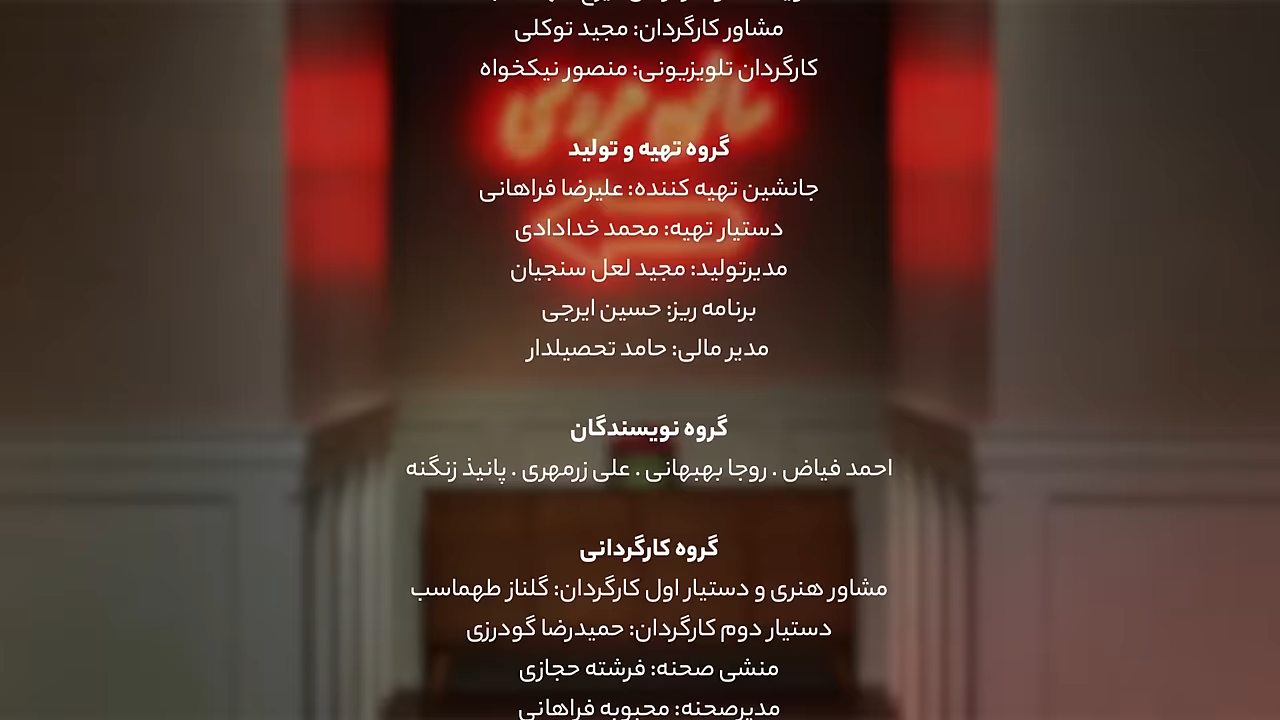 مشاور کارگردان: مجید توکلی
کارگردان تلویزیونی: منصور نیکخواه
گروه تهیه و تولید
جانشین تهیه کننده: علیرضا فراهانی
دستیار تهیه: محمد خدادادی
مدیرتولید: مجید لعل سنجیان
برنامه ریز: حسین ایرجی
مدیر مالی: حامد تحصیلدار
گروه نویسندگان
احمد فیاض . روجا بهبهانی . علی زرمهری . پانیذ زنگنه
گروه کارگردانی
مشاور هنری و دستیار اول کارگردان: گلناز طهماسب
دستیار دوم کارگردان: حمیدرضا گودرزی
منشی صحنه: فرشته حجازی
مدیرصحنه: محبوبه فراهانی